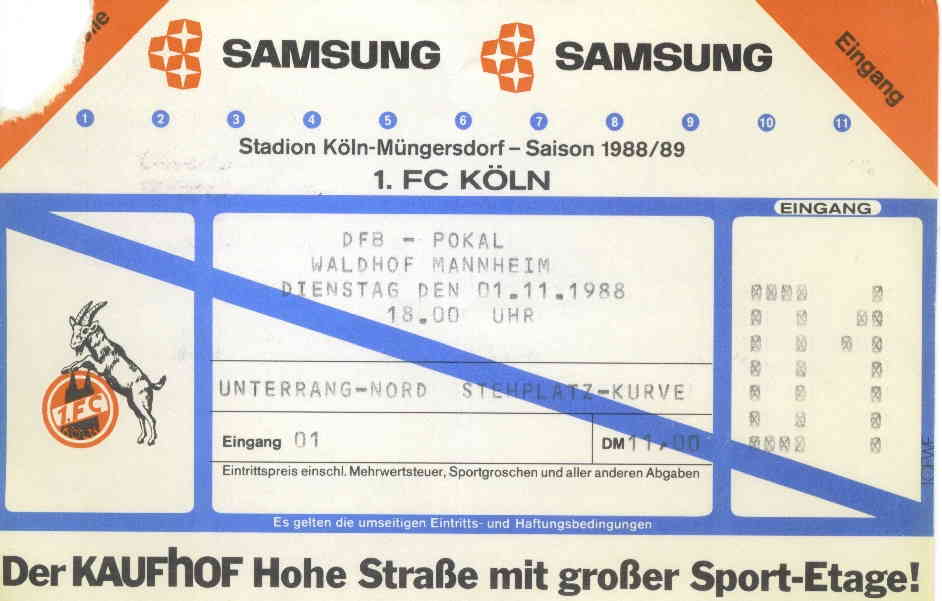 SAMSUNG SAMSUNG
Eingang
1 2 3 4 5 6 7 8 9 10 11
Stadion Köln-Müngersdorf – Saison 1988/89
1. FC KÖLN
EINGANG
DFB - POKAL
WALDHOF MANNHEIM
DIENSTAG DEN 01.11.1988
18.00 UHR
01
1. F.C.
KÖLN
UNTERRANG-NORD STEHPLATZ-KURVE
Eingang 01 DM 11,00
Eintrittspreis einschl. Mehrwertsteuer, Sportgroschen und aller anderen Abgaben
Es gelten die umseitigen Eintritts- und Haftungsbedingungen
Der KAUFhOF Hohe Straße mit großer Sport-Etage!